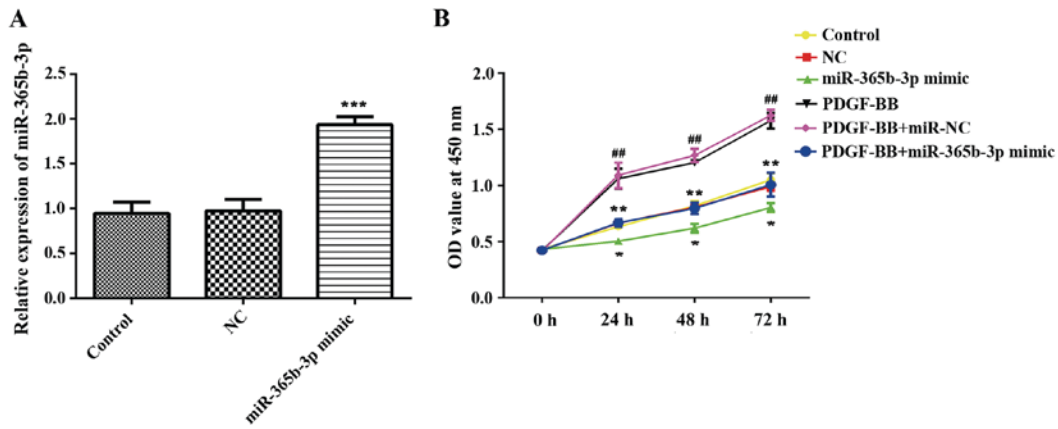 A
Relative expression of miR-365b-3p
2.5
2.0
1.5
1.0
0.5
0.0
***
Control
NC
miR-365b-3p mimic
B
OD value at 450 nm
2.0
1.5
1.0
0.5
0.0
##
##
##
**
**
**
*
*
*
0 h
24 h
48 h
72 h
Control
NC
miR-365b-3p mimic
PDGF-BB
PDGF-BB+miR-NC
PDGF-BB+miR-365b-3p mimic